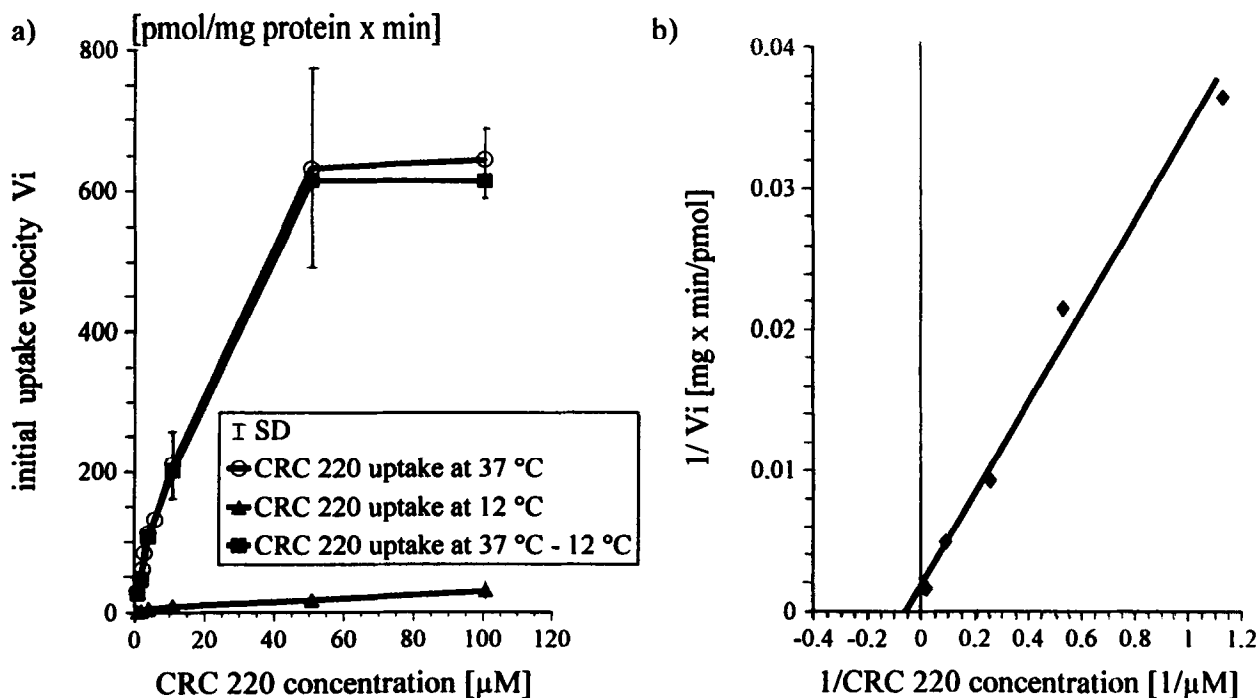 a)
[pmol/mg protein x min]
800
600
400
200
0
initial uptake velocity Vi
I SD
CRC 220 uptake at 37 ºC
CRC 220 uptake at 12 ºC
CRC 220 uptake at 37 ºC - 12 ºC
0 20 40 60 80 100 120
CRC 220 concentration [µM]
b)
0.04
0.03
0.02
0.01
0
1/ Vi [mg x min/pmol]
-0.4 -0.2 0 0.2 0.4 0.6 0.8 1 1.2
1/CRC 220 concentration [1/µM]